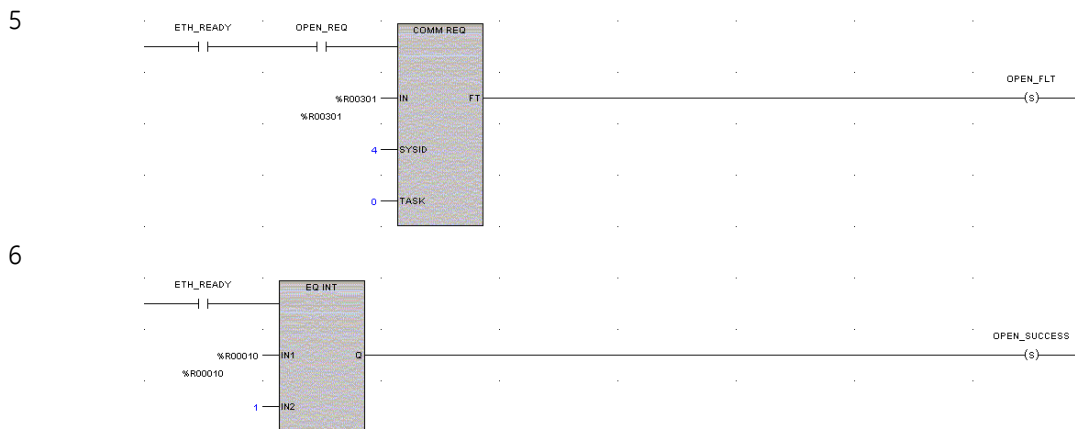 5
ETH_READY OPEN_REQ COMM REQ
OPEN_FLT
%R00301 IN FT (S)
%R00301
4 SYSID
0 TASK
6
ETH_READY EQ INT
OPEN_SUCCESS
%R00010 IN1 Q (S)
%R00010
1 IN2